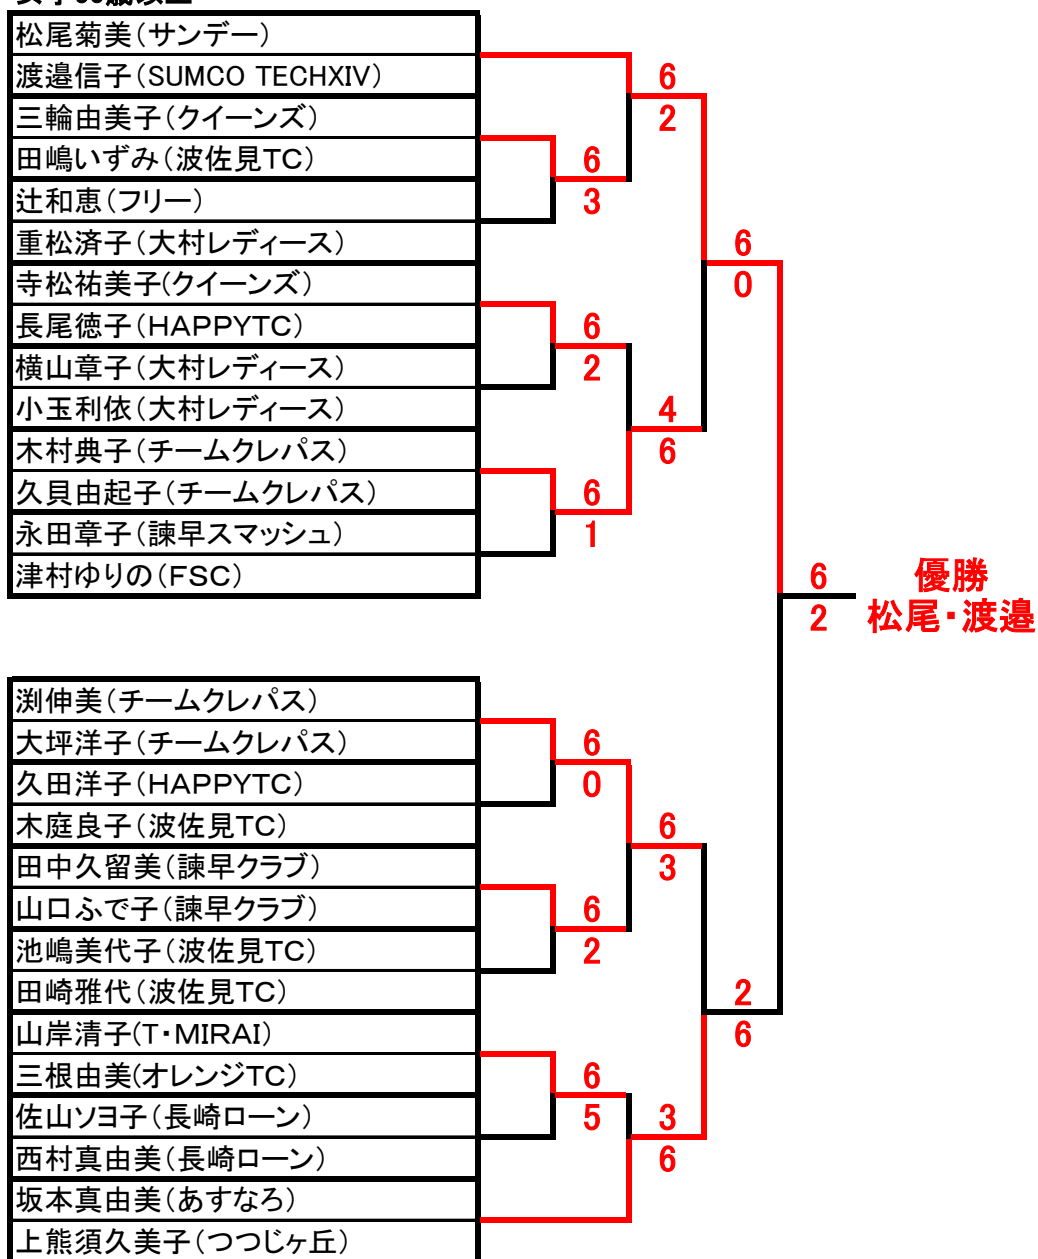 松尾菊美(サンデー)
渡邉信子(SUMCO TECHXIV)
三輪由美子(クイーンズ)
田嶋いずみ(波佐見TC)
辻和恵(フリー)
重松済子(大村レディース)
寺松祐美子(クイーンズ)
長尾徳子(HAPPYTC)
横山章子(大村レディース)
小玉利依(大村レディース)
木村典子(チームクレパス)
久貝由起子(チームクレパス)
永田章子(諫早スマッシュ)
津村ゆりの(FSC)
6
3
6
2
6
1
6
2
4
6
6
0
6
2
優勝
松尾・渡邉
渕伸美(チームクレパス)
大坪洋子(チームクレパス)
久田洋子(HAPPYTC)
木庭良子(波佐見TC)
田中久留美(諫早クラブ)
山口ふで子(諫早クラブ)
池嶋美代子(波佐見TC)
田崎雅代(波佐見TC)
山岸清子(T・MIRAI)
三根由美(オレンジTC)
佐山ソヨ子(長崎ローン)
西村真由美(長崎ローン)
坂本真由美(あすなろ)
上熊須久美子(つつじヶ丘)
6
0
6
2
6
5
6
3
3
6
2
6